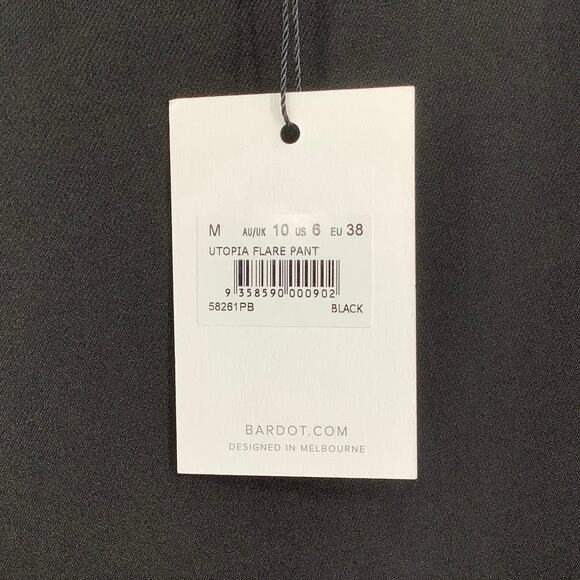 M AU/UK 10 US 6 EU 38
UTOPIA FLARE PANT
9 358590 000902
58261PB BLACK
BARDOT.COM
DESIGNED IN MELBOURNE